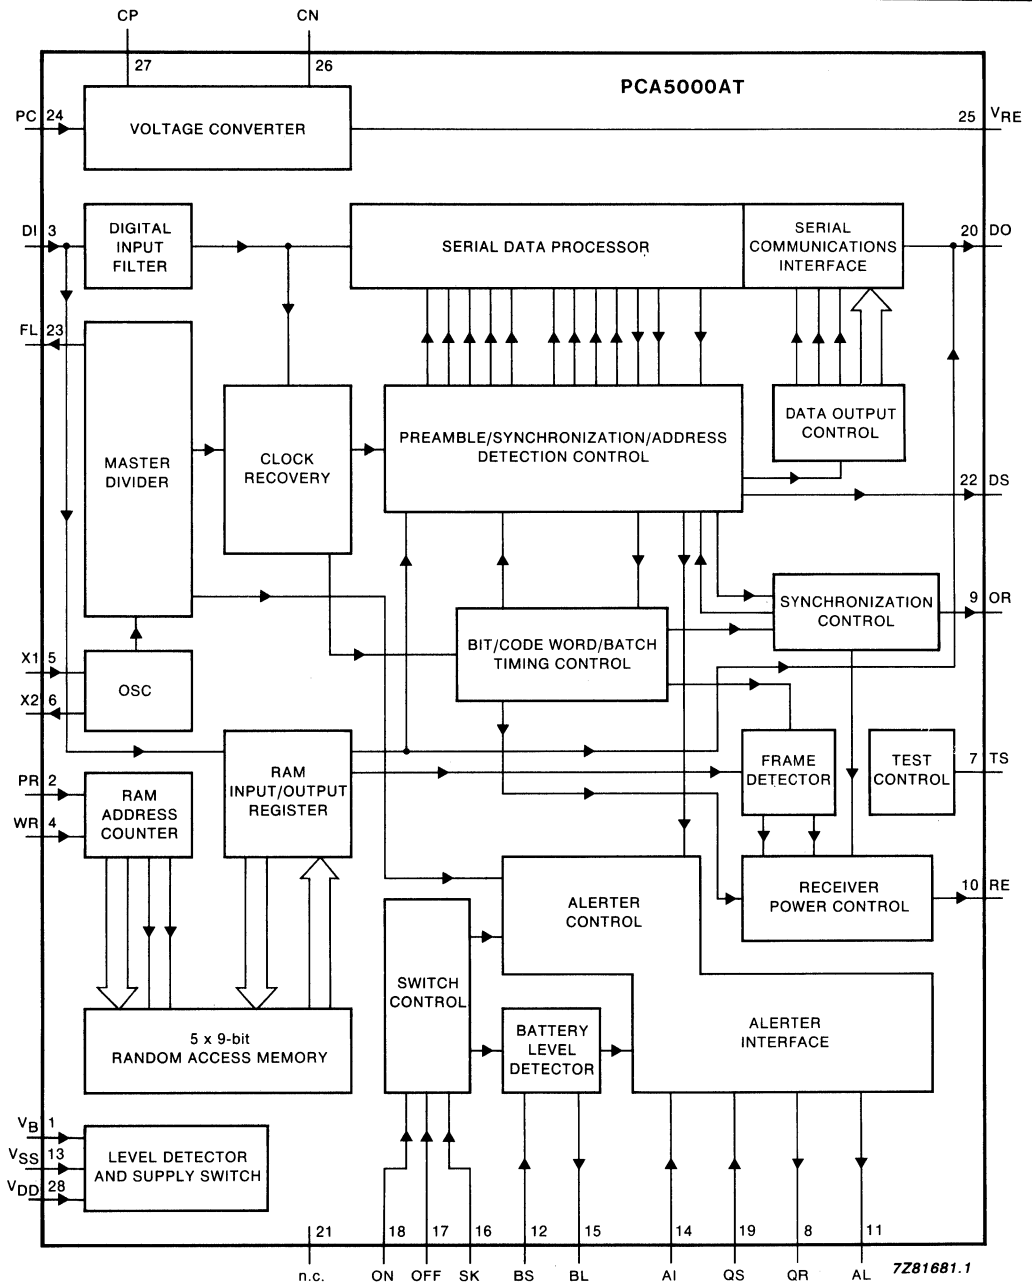 CP
CN
27
26
PCA5000AT
PC 24
VOLTAGE CONVERTER
25 VRE
DI 3
DIGITAL
INPUT
FILTER
SERIAL DATA PROCESSOR
SERIAL
COMMUNICATIONS
INTERFACE
20 DO
FL 23
MASTER
DIVIDER
CLOCK
RECOVERY
PREAMBLE/SYNCHRONIZATION/ADDRESS
DETECTION CONTROL
DATA OUTPUT
CONTROL
22 DS
SYNCHRONIZATION
CONTROL
9 OR
BIT/CODE WORD/BATCH
TIMING CONTROL
X1 5
X2 6
OSC
PR 2
WR 4
RAM
ADDRESS
COUNTER
RAM
INPUT/OUTPUT
REGISTER
FRAME
DETECTOR
TEST
CONTROL
7 TS
ALERTER
CONTROL
RECEIVER
POWER CONTROL
10 RE
SWITCH
CONTROL
5 x 9-bit
RANDOM ACCESS MEMORY
BATTERY
LEVEL
DETECTOR
ALERTER
INTERFACE
VB 1
VSS 13
VDD 28
LEVEL DETECTOR
AND SUPPLY SWITCH
21
18
17
16
12
15
14
19
8
11
n.c.
ON
OFF
SK
BS
BL
AI
QS
QR
AL
7Z81681.1